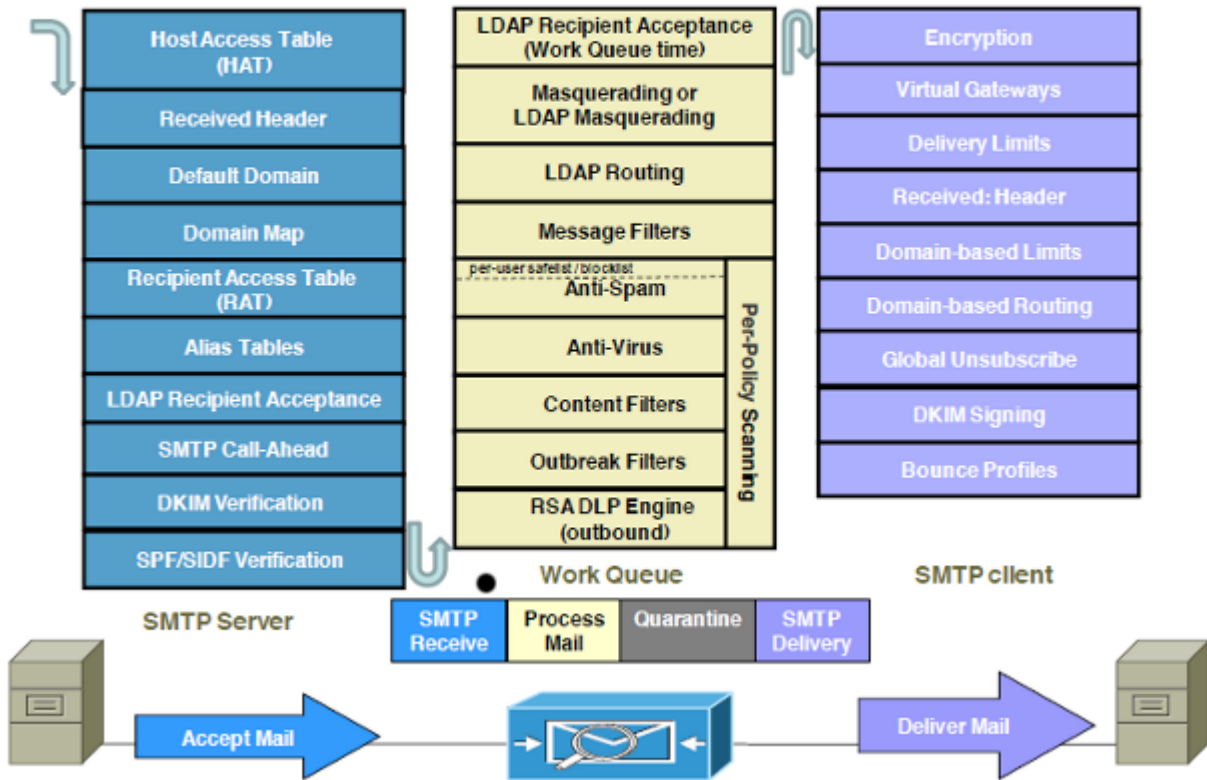 Host Access Table
(HAT)
Received Header
Default Domain
Domain Map
Recipient Access Table
(RAT)
Alias Tables
LDAP Recipient Acceptance
SMTP Call-Ahead
DKIM Verification
SPF/SIDF Verification
SMTP Server
LDAP Recipient Acceptance
(Work Queue time)
Masquerading or
LDAP Masquerading
LDAP Routing
Message Filters
per-user safelist/blocklist
Anti-Spam
Anti-Virus
Content Filters
Outbreak Filters
RSA DLP Engine
(outbound)
Per-Policy Scanning
Work Queue
Encryption
Virtual Gateways
Delivery Limits
Received: Header
Domain-based Limits
Domain-based Routing
Global Unsubscribe
DKIM Signing
Bounce Profiles
SMTP client
SMTP
Receive
Process
Mail
Quarantine
SMTP
Delivery
Accept Mail
Deliver Mail